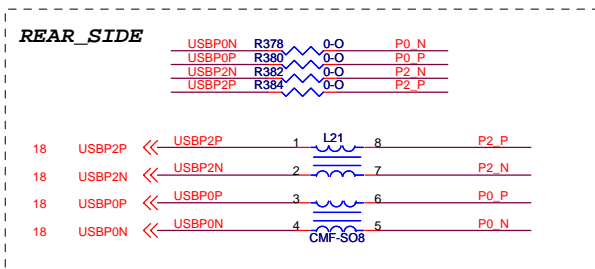 REAR_SIDE
USBP0N R378 0-O P0_N
USBP0P R380 0-O P0_P
USBP2N R382 0-O P2_N
USBP2P R384 0-O P2_P
18 USBP2P USBP2P 1 L21 8 P2_P
18 USBP2N USBP2N 2 7 P2_N
18 USBP0P USBP0P 3 6 P0_P
18 USBP0N USBP0N 4 5 P0_N
CMF-SO8